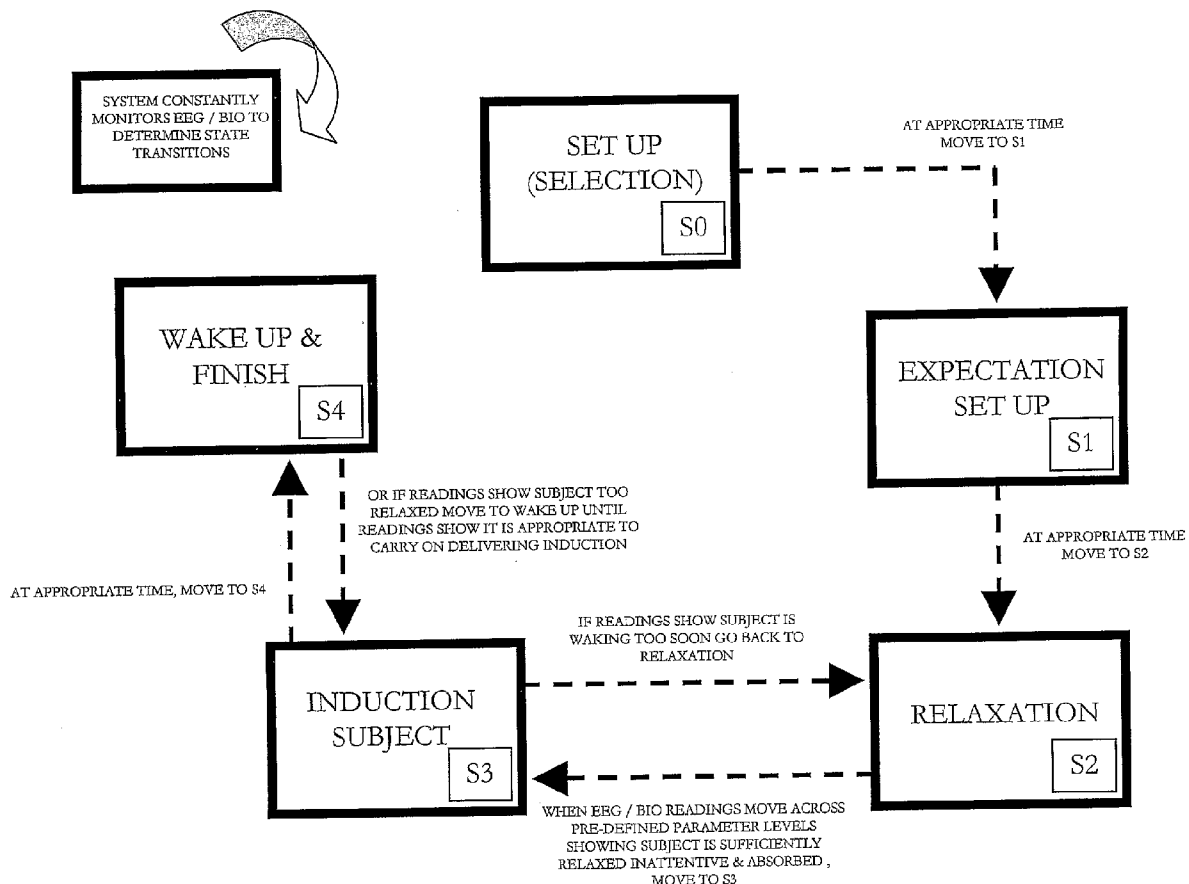 SYSTEM CONSTANTLY
MONITORS EEG / BIO TO
DETERMINE STATE
TRANSITIONS
SET UP
(SELECTION)
S0
AT APPROPRIATE TIME
MOVE TO S1
WAKE UP &
FINISH
S4
EXPECTATION
SET UP
S1
OR IF READINGS SHOW SUBJECT TOO
RELAXED MOVE TO WAKE UP UNTIL
READINGS SHOW IT IS APPROPRIATE TO
CARRY ON DELIVERING INDUCTION
AT APPROPRIATE TIME
MOVE TO S2
AT APPROPRIATE TIME, MOVE TO S4
IF READINGS SHOW SUBJECT IS
WAKING TOO SOON GO BACK TO
RELAXATION
INDUCTION
SUBJECT
S3
RELAXATION
S2
WHEN EEG / BIO READINGS MOVE ACROSS
PRE-DEFINED PARAMETER LEVELS
SHOWING SUBJECT IS SUFFICIENTLY
RELAXED INATTENTIVE & ABSORBED ,
MOVE TO S3